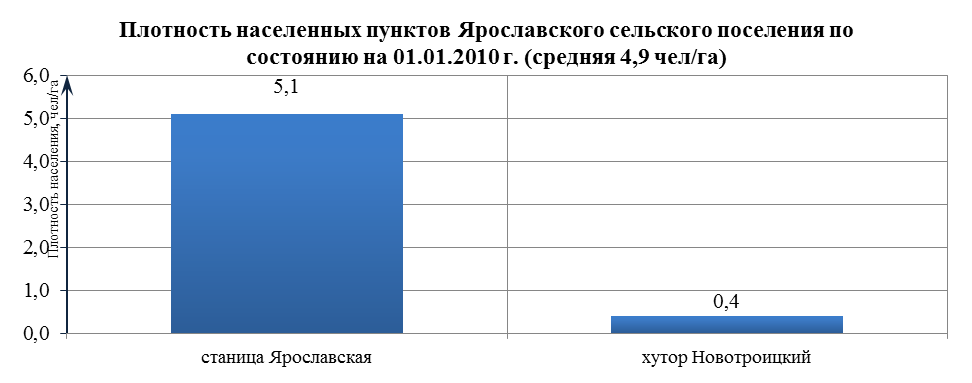 Плотность населенных пунктов Ярославского сельского поселения по
состоянию на 01.01.2010 г. (средняя 4,9 чел/га)
Плотность населения, чел/га
6,0
5,0
4,0
3,0
2,0
1,0
0,0
5,1
0,4
станица Ярославская
хутор Новотроицкий